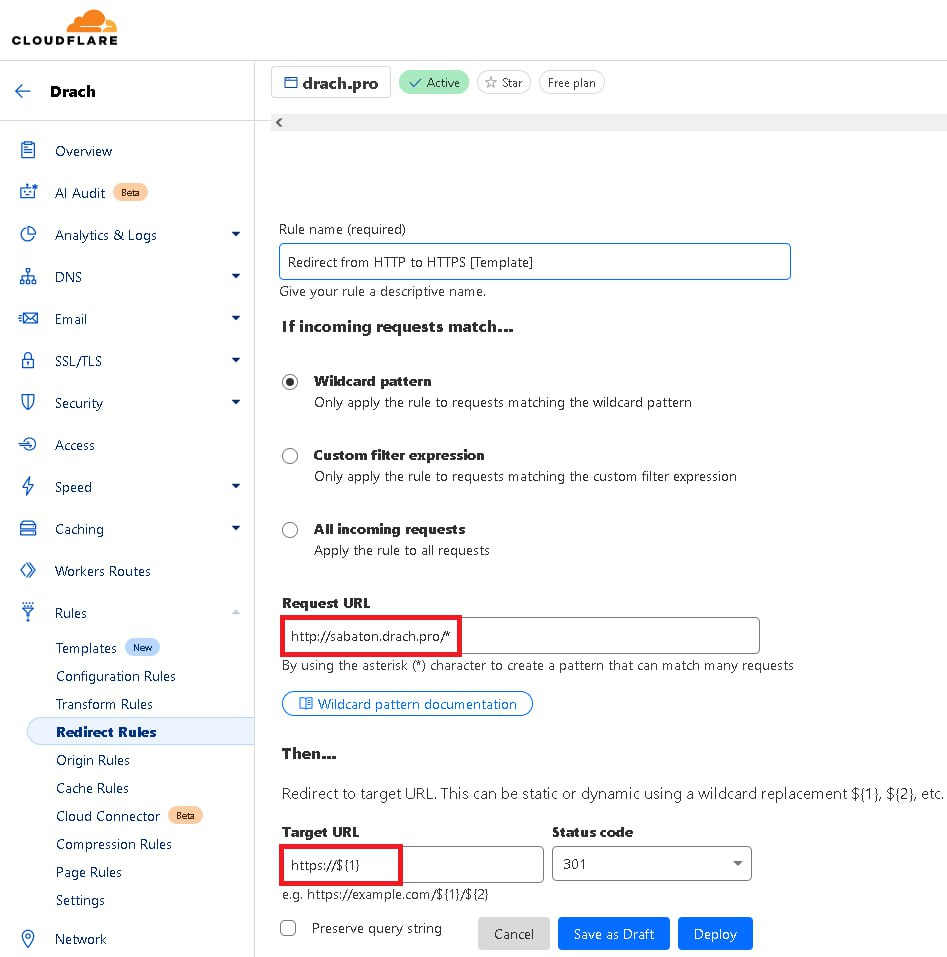 CLOUDFLARE
Drach
drach.pro
Active
Star
Free plan
Overview
AI Audit Beta
Analytics & Logs
DNS
Email
SSL/TLS
Security
Access
Speed
Caching
Workers Routes
Rules
Templates New
Configuration Rules
Transform Rules
Redirect Rules
Origin Rules
Cache Rules
Cloud Connector Beta
Compression Rules
Page Rules
Settings
Network
Rule name (required)
Redirect from HTTP to HTTPS [Template]
Give your rule a descriptive name.
If incoming requests match...
Wildcard pattern
Only apply the rule to requests matching the wildcard pattern
Custom filter expression
Only apply the rule to requests matching the custom filter expression
All incoming requests
Apply the rule to all requests
Request URL
http://sabaton.drach.pro/*
By using the asterisk (*) character to create a pattern that can match many requests
Wildcard pattern documentation
Then...
Redirect to target URL. This can be static or dynamic using a wildcard replacement ${1}, ${2}, etc.
Target URL
https://${1}
e.g. https://example.com/${1}/${2}
Status code
301
Preserve query string
Cancel
Save as Draft
Deploy